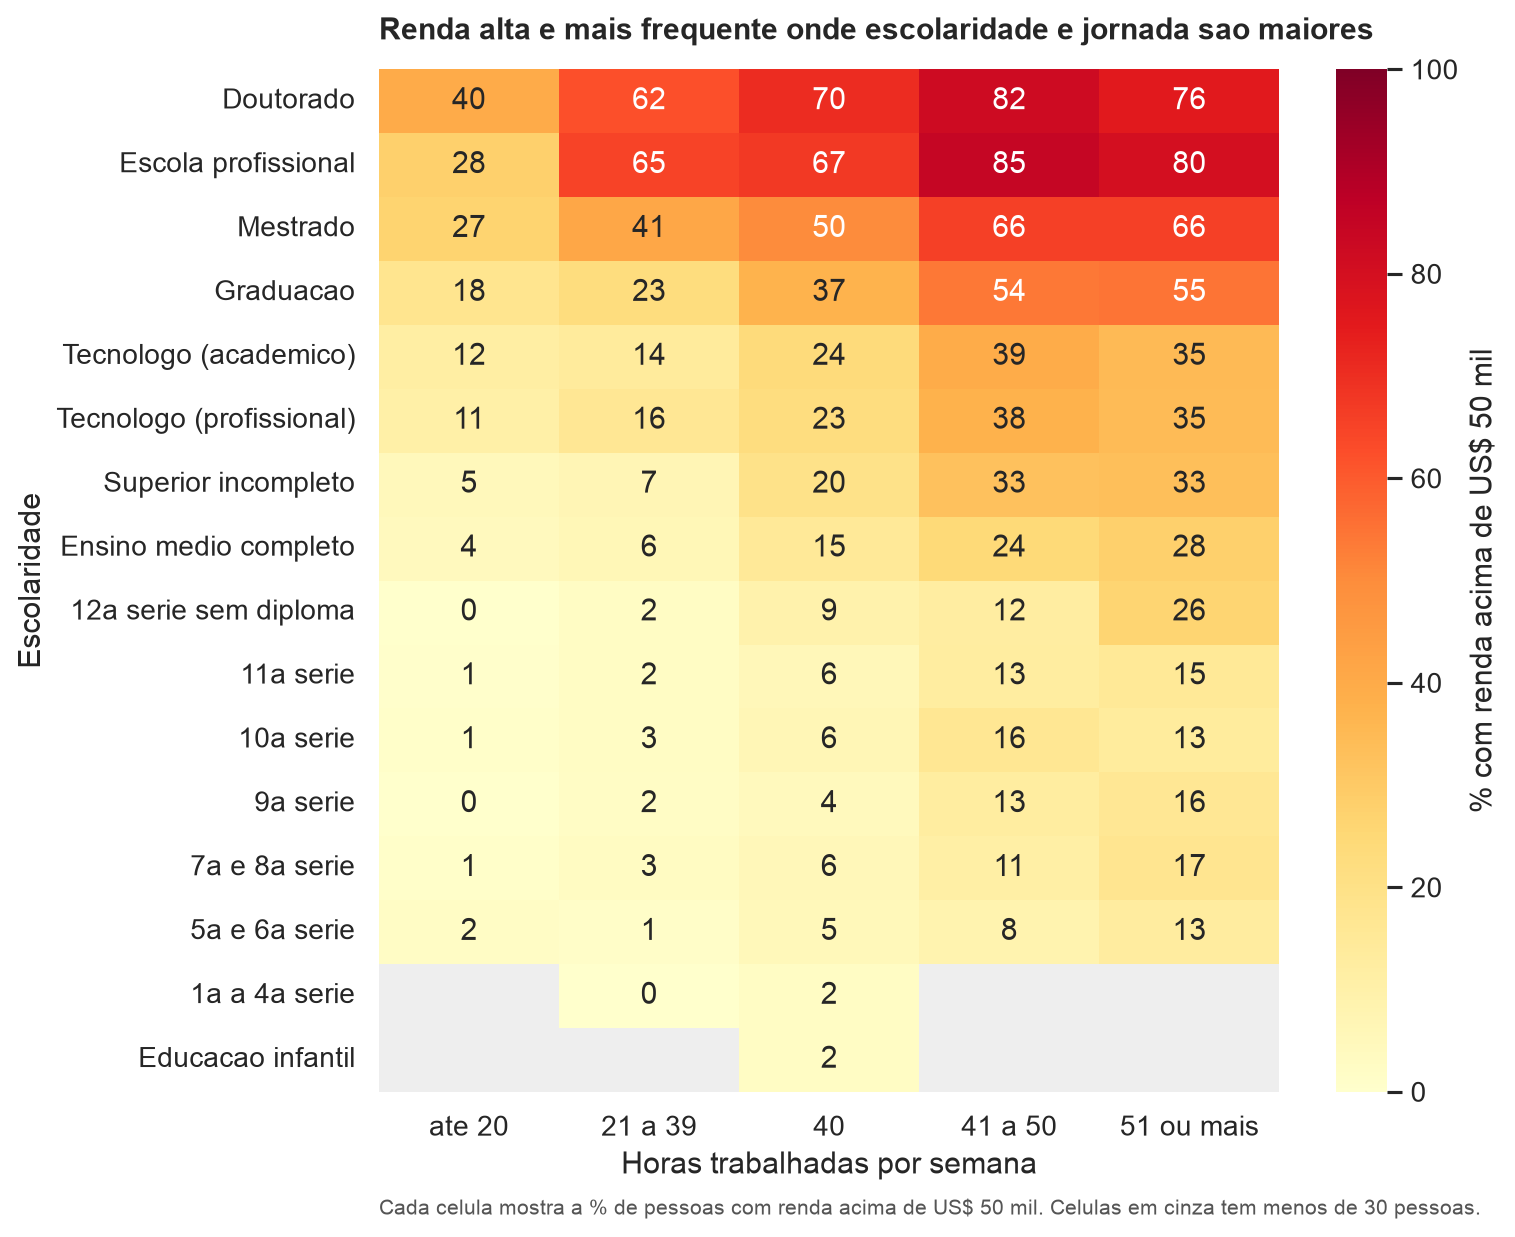 Renda alta e mais frequente onde escolaridade e jornada sao maiores
Doutorado 40 62 70 82 76
Escola profissional 28 65 67 85 80
Mestrado 27 41 50 66 66
Graduacao 18 23 37 54 55
Tecnologo (academico) 12 14 24 39 35
Tecnologo (profissional) 11 16 23 38 35
Superior incompleto 5 7 20 33 33
Ensino medio completo 4 6 15 24 28
12a serie sem diploma 0 2 9 12 26
11a serie 1 2 6 13 15
10a serie 1 3 6 16 13
9a serie 0 2 4 13 16
7a e 8a serie 1 3 6 11 17
5a e 6a serie 2 1 5 8 13
1a a 4a serie 0 2
Educacao infantil 2
ate 20 21 a 39 40 41 a 50 51 ou mais
Horas trabalhadas por semana
Escolaridade
100
80
60
40
20
0
% com renda acima de US$ 50 mil
Cada celula mostra a % de pessoas com renda acima de US$ 50 mil. Celulas em cinza tem menos de 30 pessoas.